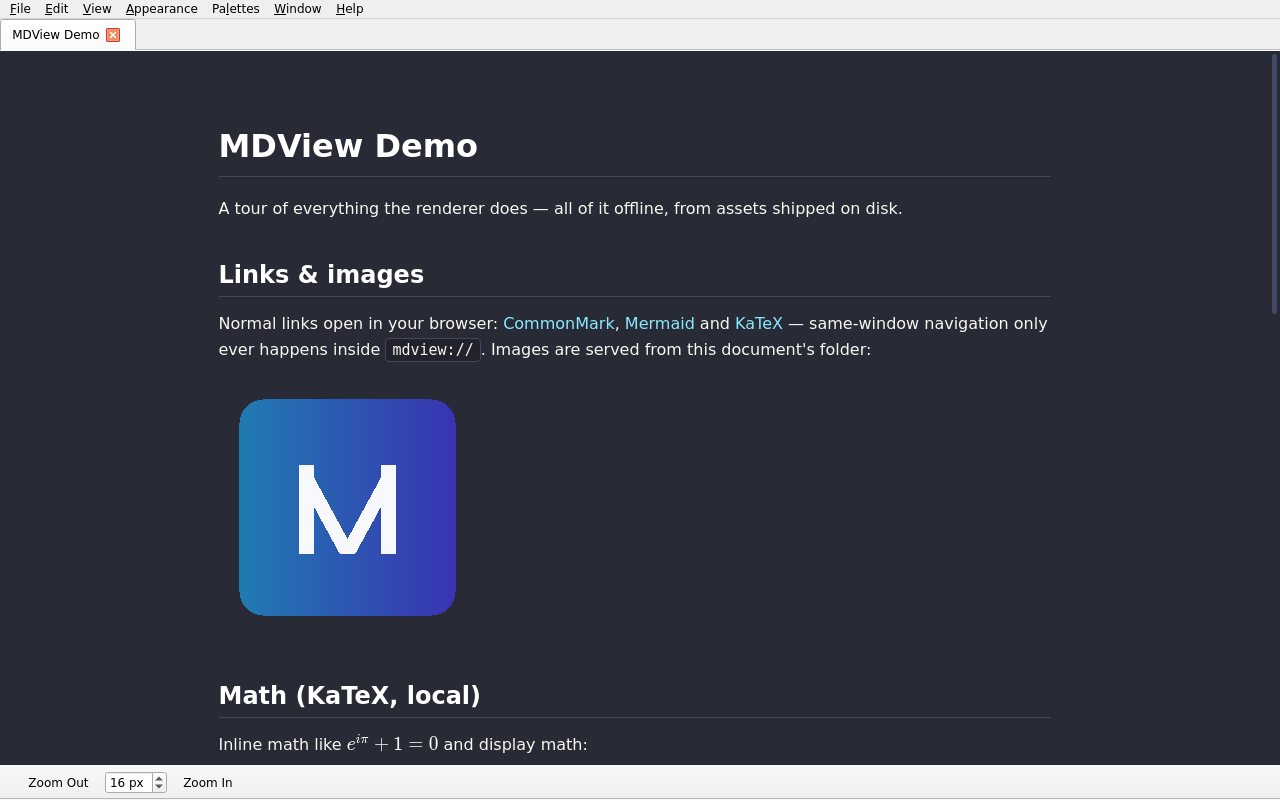 File Edit View Appearance Palettes Window Help
MDView Demo
MDView Demo
A tour of everything the renderer does — all of it offline, from assets shipped on disk.
Links & images
Normal links open in your browser: CommonMark, Mermaid and KaTeX — same-window navigation only
ever happens inside mdview://. Images are served from this document's folder:
M
Math (KaTeX, local)
Inline math like e^{iπ} + 1 = 0 and display math:
Zoom Out 16 px Zoom In